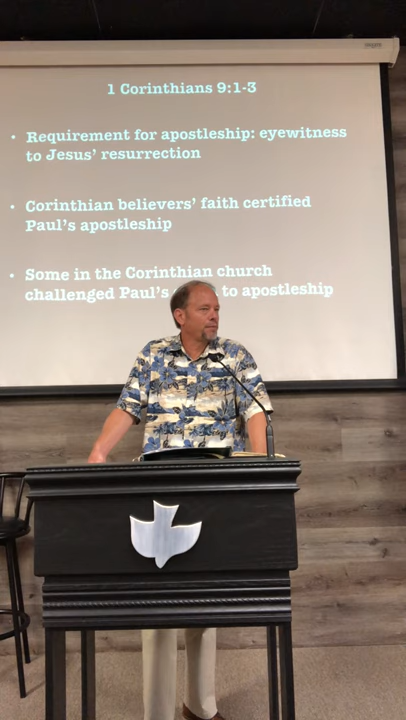 1 Corinthians 9:1-3
• Requirement for apostleship: eyewitness
to Jesus' resurrection
• Corinthian believers' faith certified
Paul's apostleship
• Some in the Corinthian church
challenged Paul's to apostleship